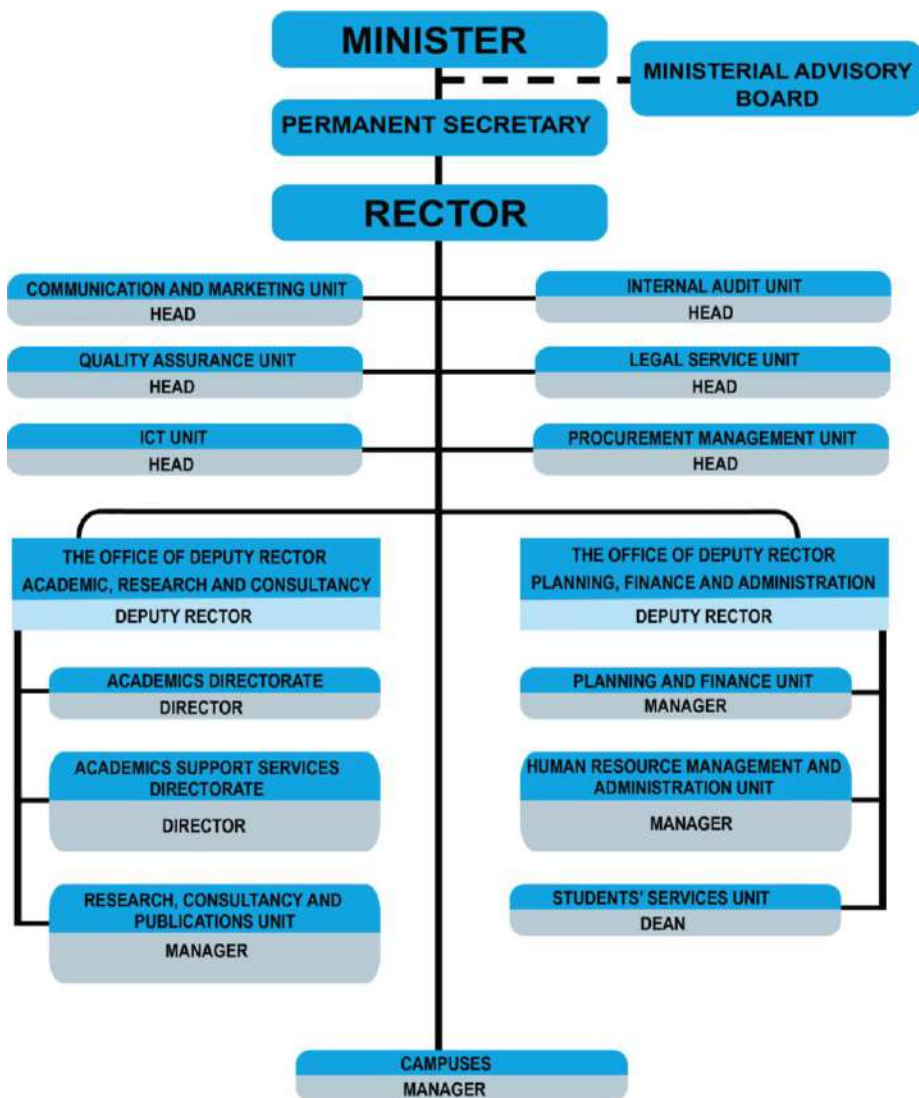 MINISTER
MINISTERIAL ADVISORY
BOARD
PERMANENT SECRETARY
RECTOR
COMMUNICATION AND MARKETING UNIT
HEAD
INTERNAL AUDIT UNIT
HEAD
QUALITY ASSURANCE UNIT
HEAD
LEGAL SERVICE UNIT
HEAD
ICT UNIT
HEAD
PROCUREMENT MANAGEMENT UNIT
HEAD
THE OFFICE OF DEPUTY RECTOR
ACADEMIC, RESEARCH AND CONSULTANCY
DEPUTY RECTOR
ACADEMICS DIRECTORATE
DIRECTOR
ACADEMICS SUPPORT SERVICES
DIRECTORATE
DIRECTOR
RESEARCH, CONSULTANCY AND
PUBLICATIONS UNIT
MANAGER
THE OFFICE OF DEPUTY RECTOR
PLANNING, FINANCE AND ADMINISTRATION
DEPUTY RECTOR
PLANNING AND FINANCE UNIT
MANAGER
HUMAN RESOURCE MANAGEMENT AND
ADMINISTRATION UNIT
MANAGER
STUDENTS' SERVICES UNIT
DEAN
CAMPUSES
MANAGER